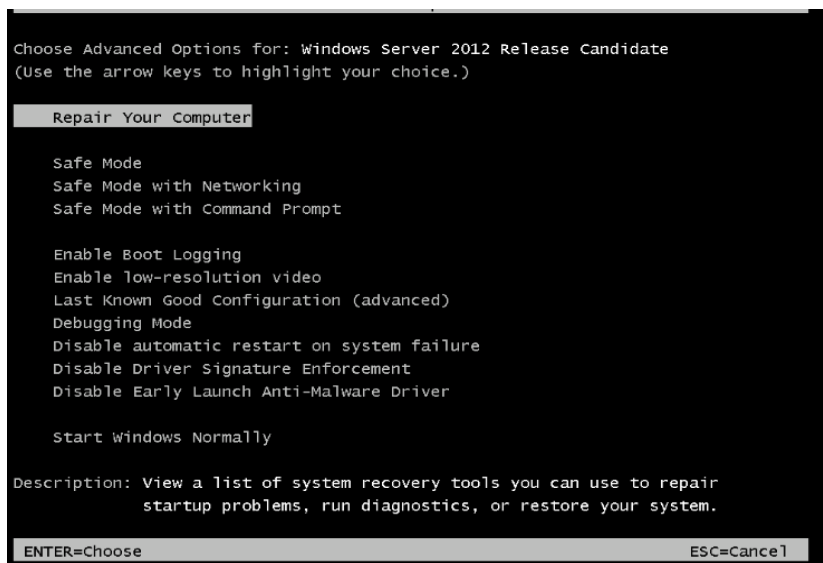 Choose Advanced Options for: Windows Server 2012 Release Candidate
(Use the arrow keys to highlight your choice.)
Repair Your Computer
Safe Mode
Safe Mode with Networking
Safe Mode with Command Prompt
Enable Boot Logging
Enable low-resolution video
Last Known Good Configuration (advanced)
Debugging Mode
Disable automatic restart on system failure
Disable Driver Signature Enforcement
Disable Early Launch Anti-Malware Driver
Start Windows Normally
Description: View a list of system recovery tools you can use to repair
startup problems, run diagnostics, or restore your system.
ENTER=Choose ESC=Cancel